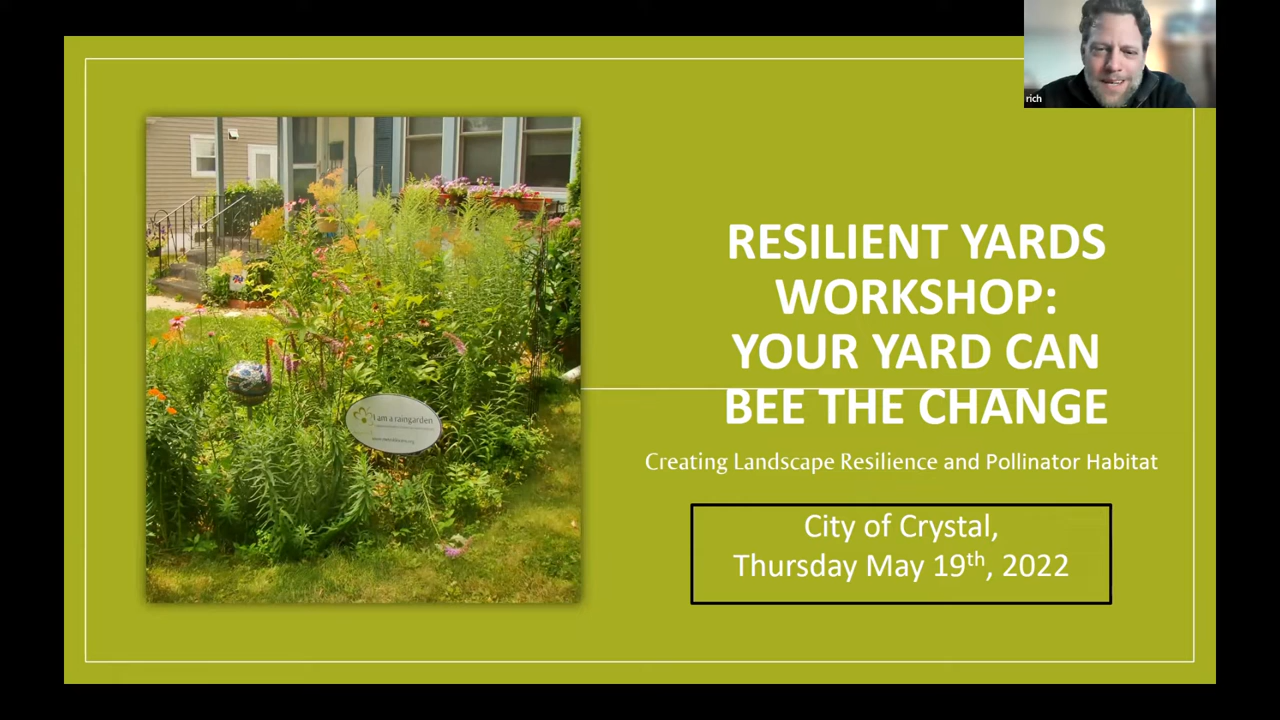 rich
RESILIENT YARDS
WORKSHOP:
YOUR YARD CAN
BEE THE CHANGE
Creating Landscape Resilience and Pollinator Habitat
City of Crystal,
Thursday May 19th, 2022
I am a raingarden